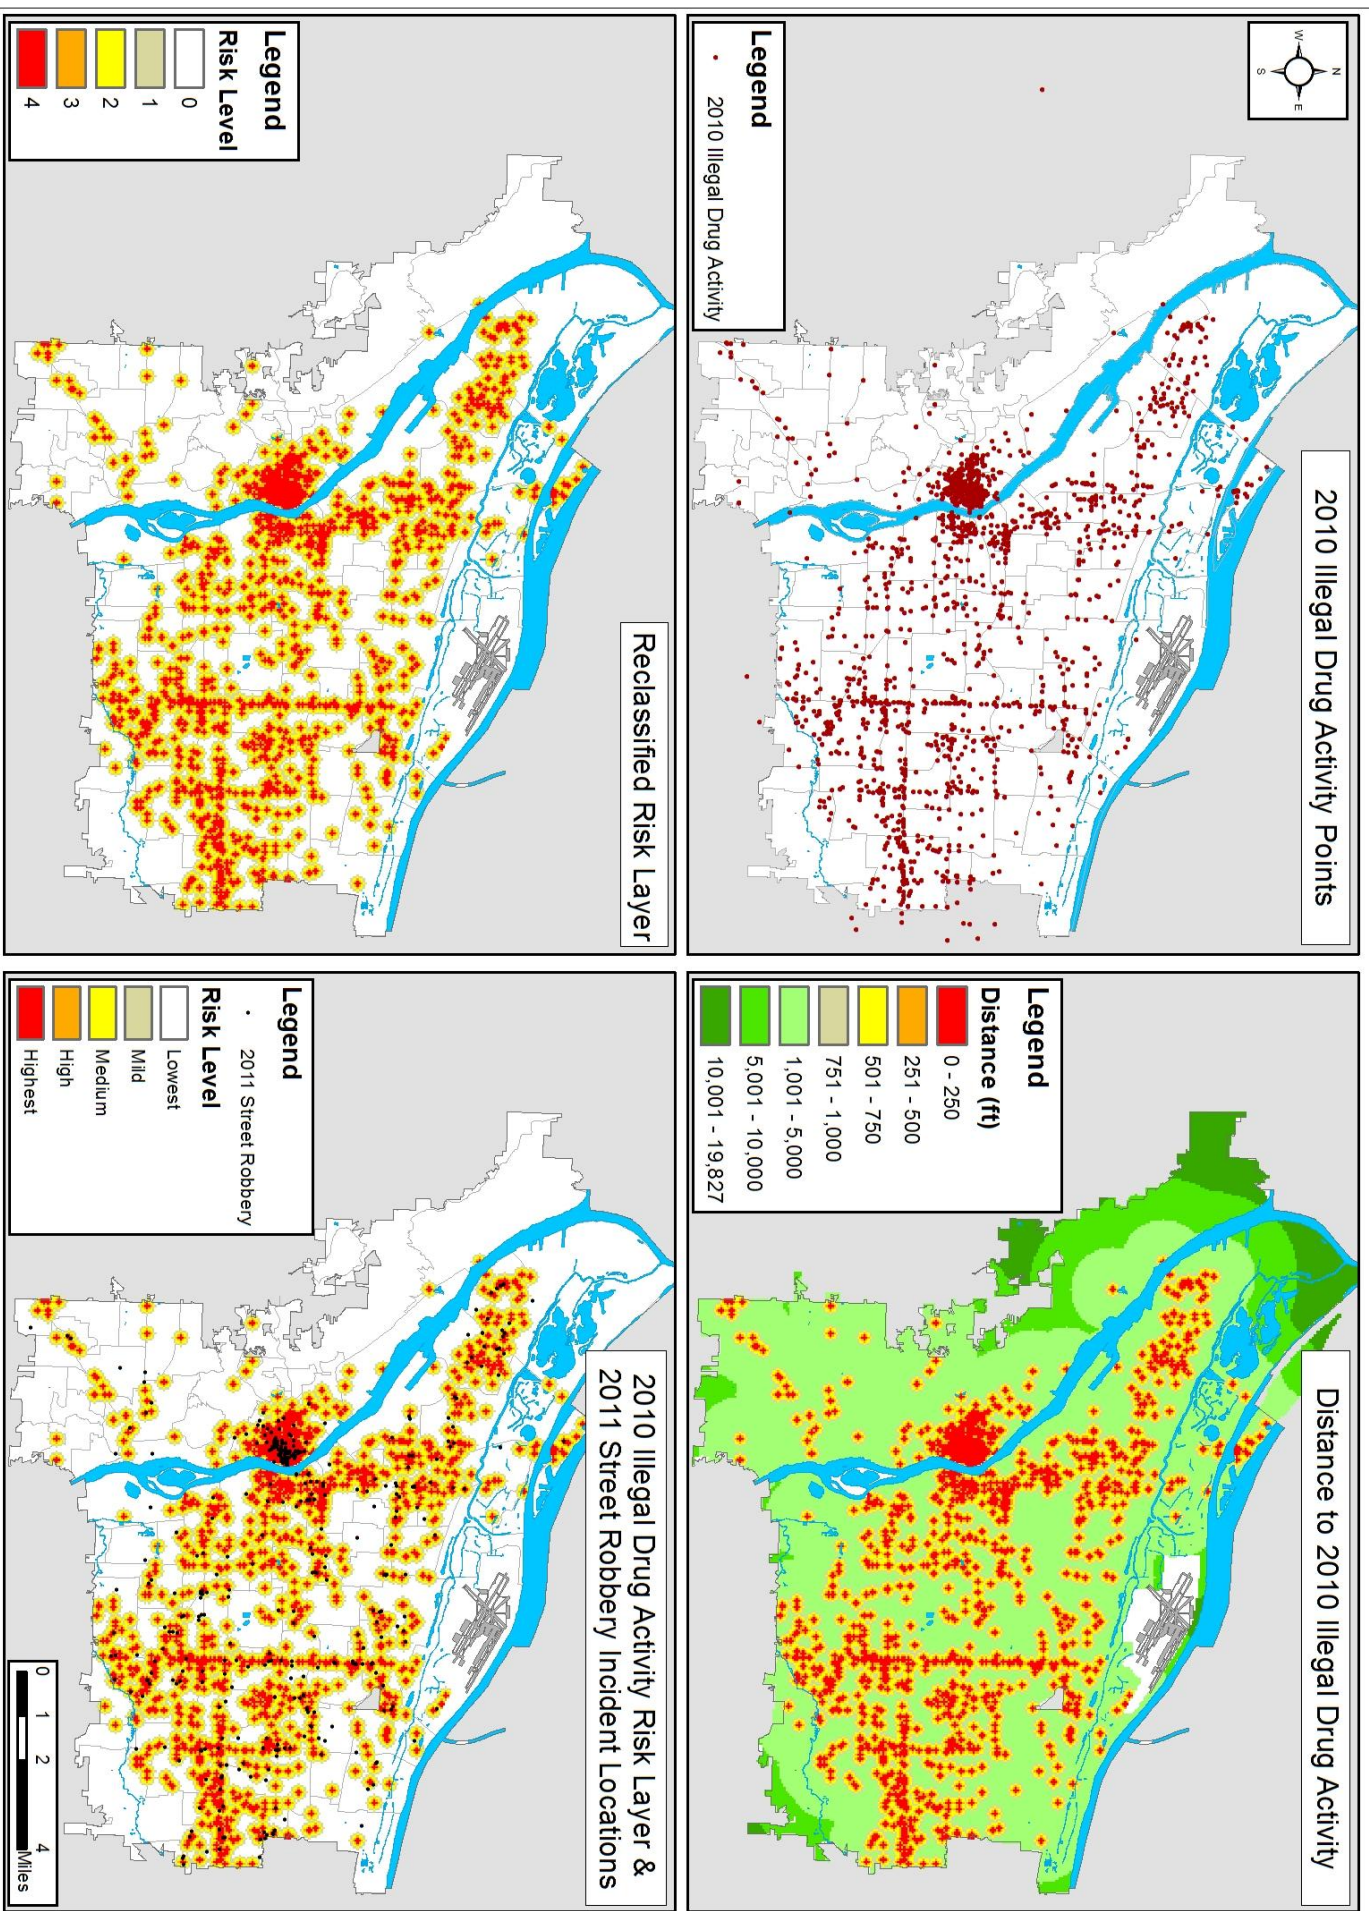 N
W
E
S
2010 Illegal Drug Activity Points
Legend
2010 Illegal Drug Activity
Distance to 2010 Illegal Drug Activity
Legend
Distance (ft)
0 - 250
251 - 500
501 - 750
751 - 1,000
1,001 - 5,000
5,001 - 10,000
10,001 - 19,827
Reclassified Risk Layer
Legend
Risk Level
0
1
2
3
4
2010 Illegal Drug Activity Risk Layer &
2011 Street Robbery Incident Locations
Legend
2011 Street Robbery
Risk Level
Lowest
Mild
Medium
High
Highest
0 1 2 4
Miles